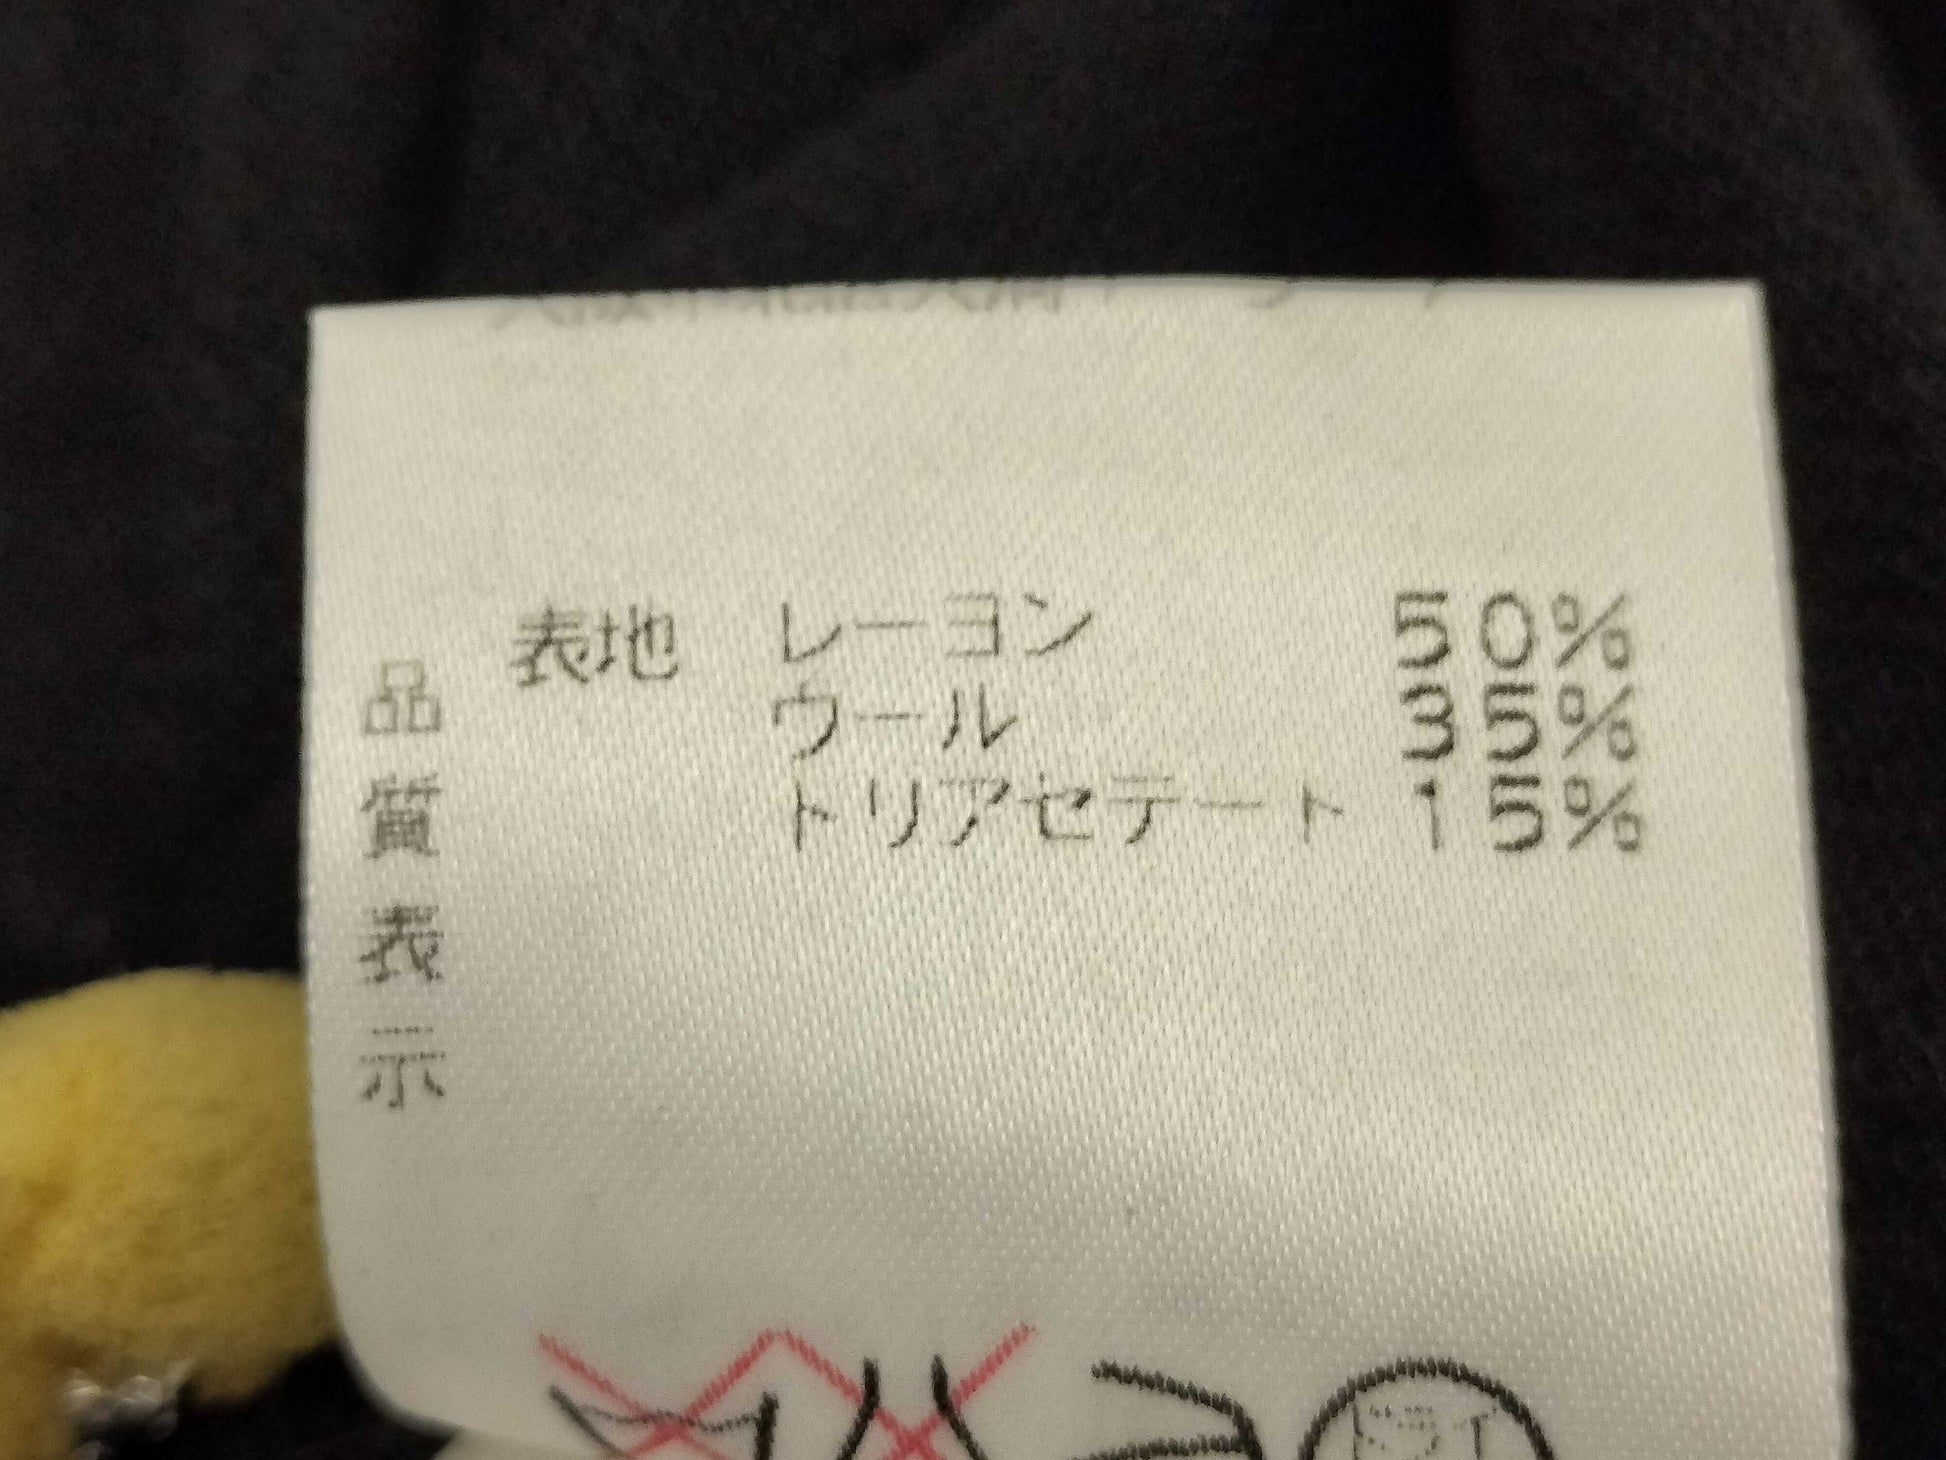 品質表示
表地 レーヨン 50%
ウール 35%
トリアセテート 15%